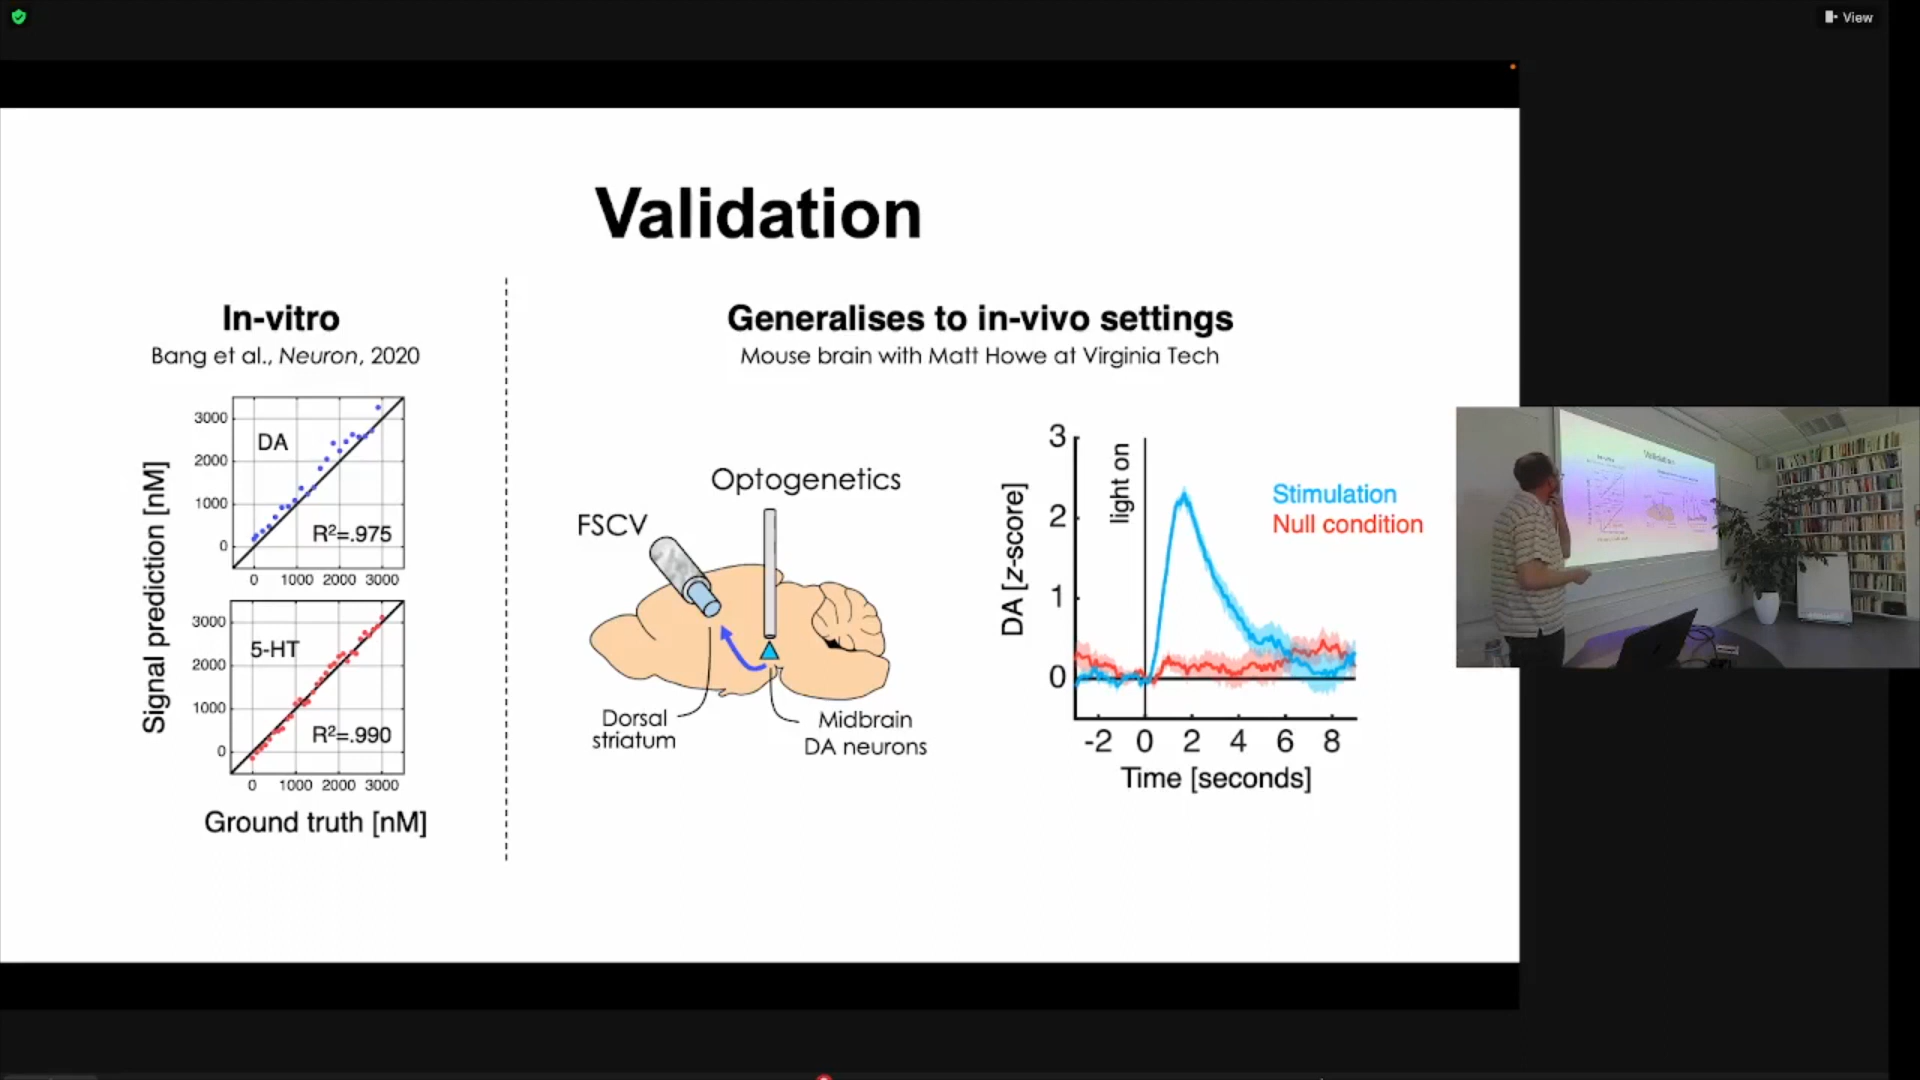 View
Validation
In-vitro
Bang et al., Neuron, 2020
Signal prediction [nM]
3000
2000
1000
0
DA
R²=.975
0 1000 2000 3000
3000
2000
1000
0
5-HT
R²=.990
0 1000 2000 3000
Ground truth [nM]
Generalises to in-vivo settings
Mouse brain with Matt Howe at Virginia Tech
Optogenetics
FSCV
Dorsal
striatum
Midbrain
DA neurons
DA [z-score]
3
2
1
0
light on
Stimulation
Null condition
-2 0 2 4 6 8
Time [seconds]
Validation